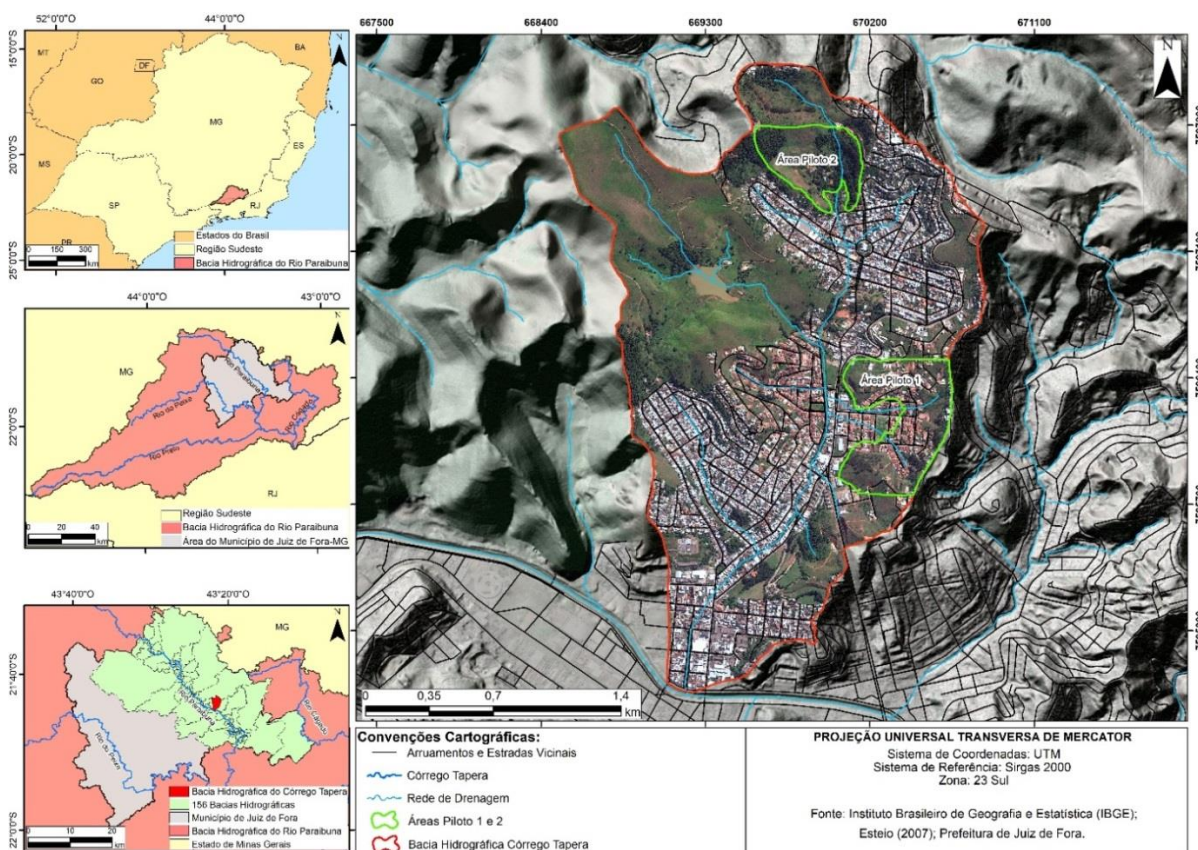 52°0'0"O
44°0'0"O
15°0'0"S
20°0'0"S
25°0'0"S
MT
BA
GO
DF
MG
MS
ES
SP
RJ
PR
N
0 150 300
km
Estados do Brasil
Região Sudeste
Bacia Hidrográfica do Rio Paraibuna
44°0'0"O
43°0'0"O
22°0'0"S
MG
Rio Paraibuna
Rio do Peixe
Rio Preto
RJ
0 20 40
km
Região Sudeste
Bacia Hidrográfica do Rio Paraibuna
Área do Município de Juiz de Fora-MG
43°40'0"O
43°20'0"O
21°40'0"S
22°0'0"S
MG
Rio do Peixe
0 10 20
km
Bacia Hidrográfica do Córrego Tapera
156 Bacias Hidrográficas
Município de Juiz de Fora
Bacia Hidrográfica do Rio Paraibuna
Estado de Minas Gerais
667500
668400
669300
670200
671100
N
Área Piloto 2
Área Piloto 1
0 0,35 0,7 1,4
km
Convenções Cartográficas:
Arruamentos e Estradas Vicinais
Córrego Tapera
Rede de Drenagem
Áreas Piloto 1 e 2
Bacia Hidrográfica Córrego Tapera
PROJEÇÃO UNIVERSAL TRANSVERSA DE MERCATOR
Sistema de Coordenadas: UTM
Sistema de Referência: Sirgas 2000
Zona: 23 Sul
Fonte: Instituto Brasileiro de Geografia e Estatística (IBGE);
Esteio (2007); Prefeitura de Juiz de Fora.